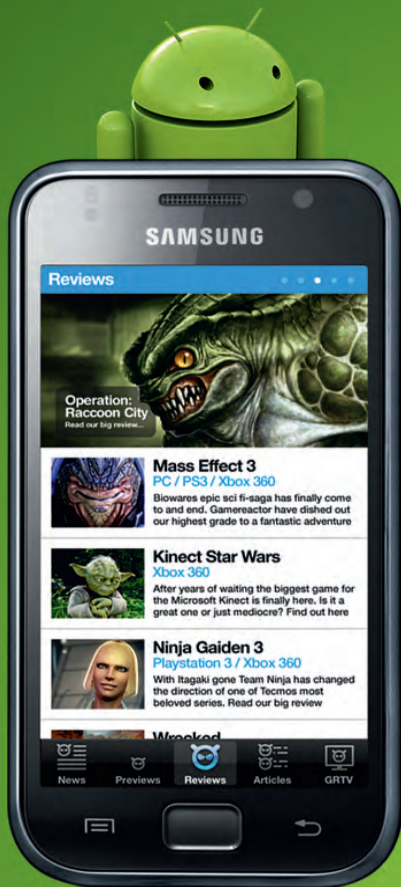 SAMSUNG
Reviews
Operation:
Raccoon City
Read our big review...
Mass Effect 3
PC / PS3 / Xbox 360
Biowares epic sci fi-saga has finally come
to and end. Gamereactor have dished out
our highest grade to a fantastic adventure
Kinect Star Wars
Xbox 360
After years of waiting the biggest game for
the Microsoft Kinect is finally here. Is it a
great one or just mediocre? Find out here
Ninja Gaiden 3
Playstation 3 / Xbox 360
With Itagaki gone Team Ninja has changed
the direction of one of Tecmos most
beloved series. Read our big review
Wrecked
News Previews Reviews Articles GRTV